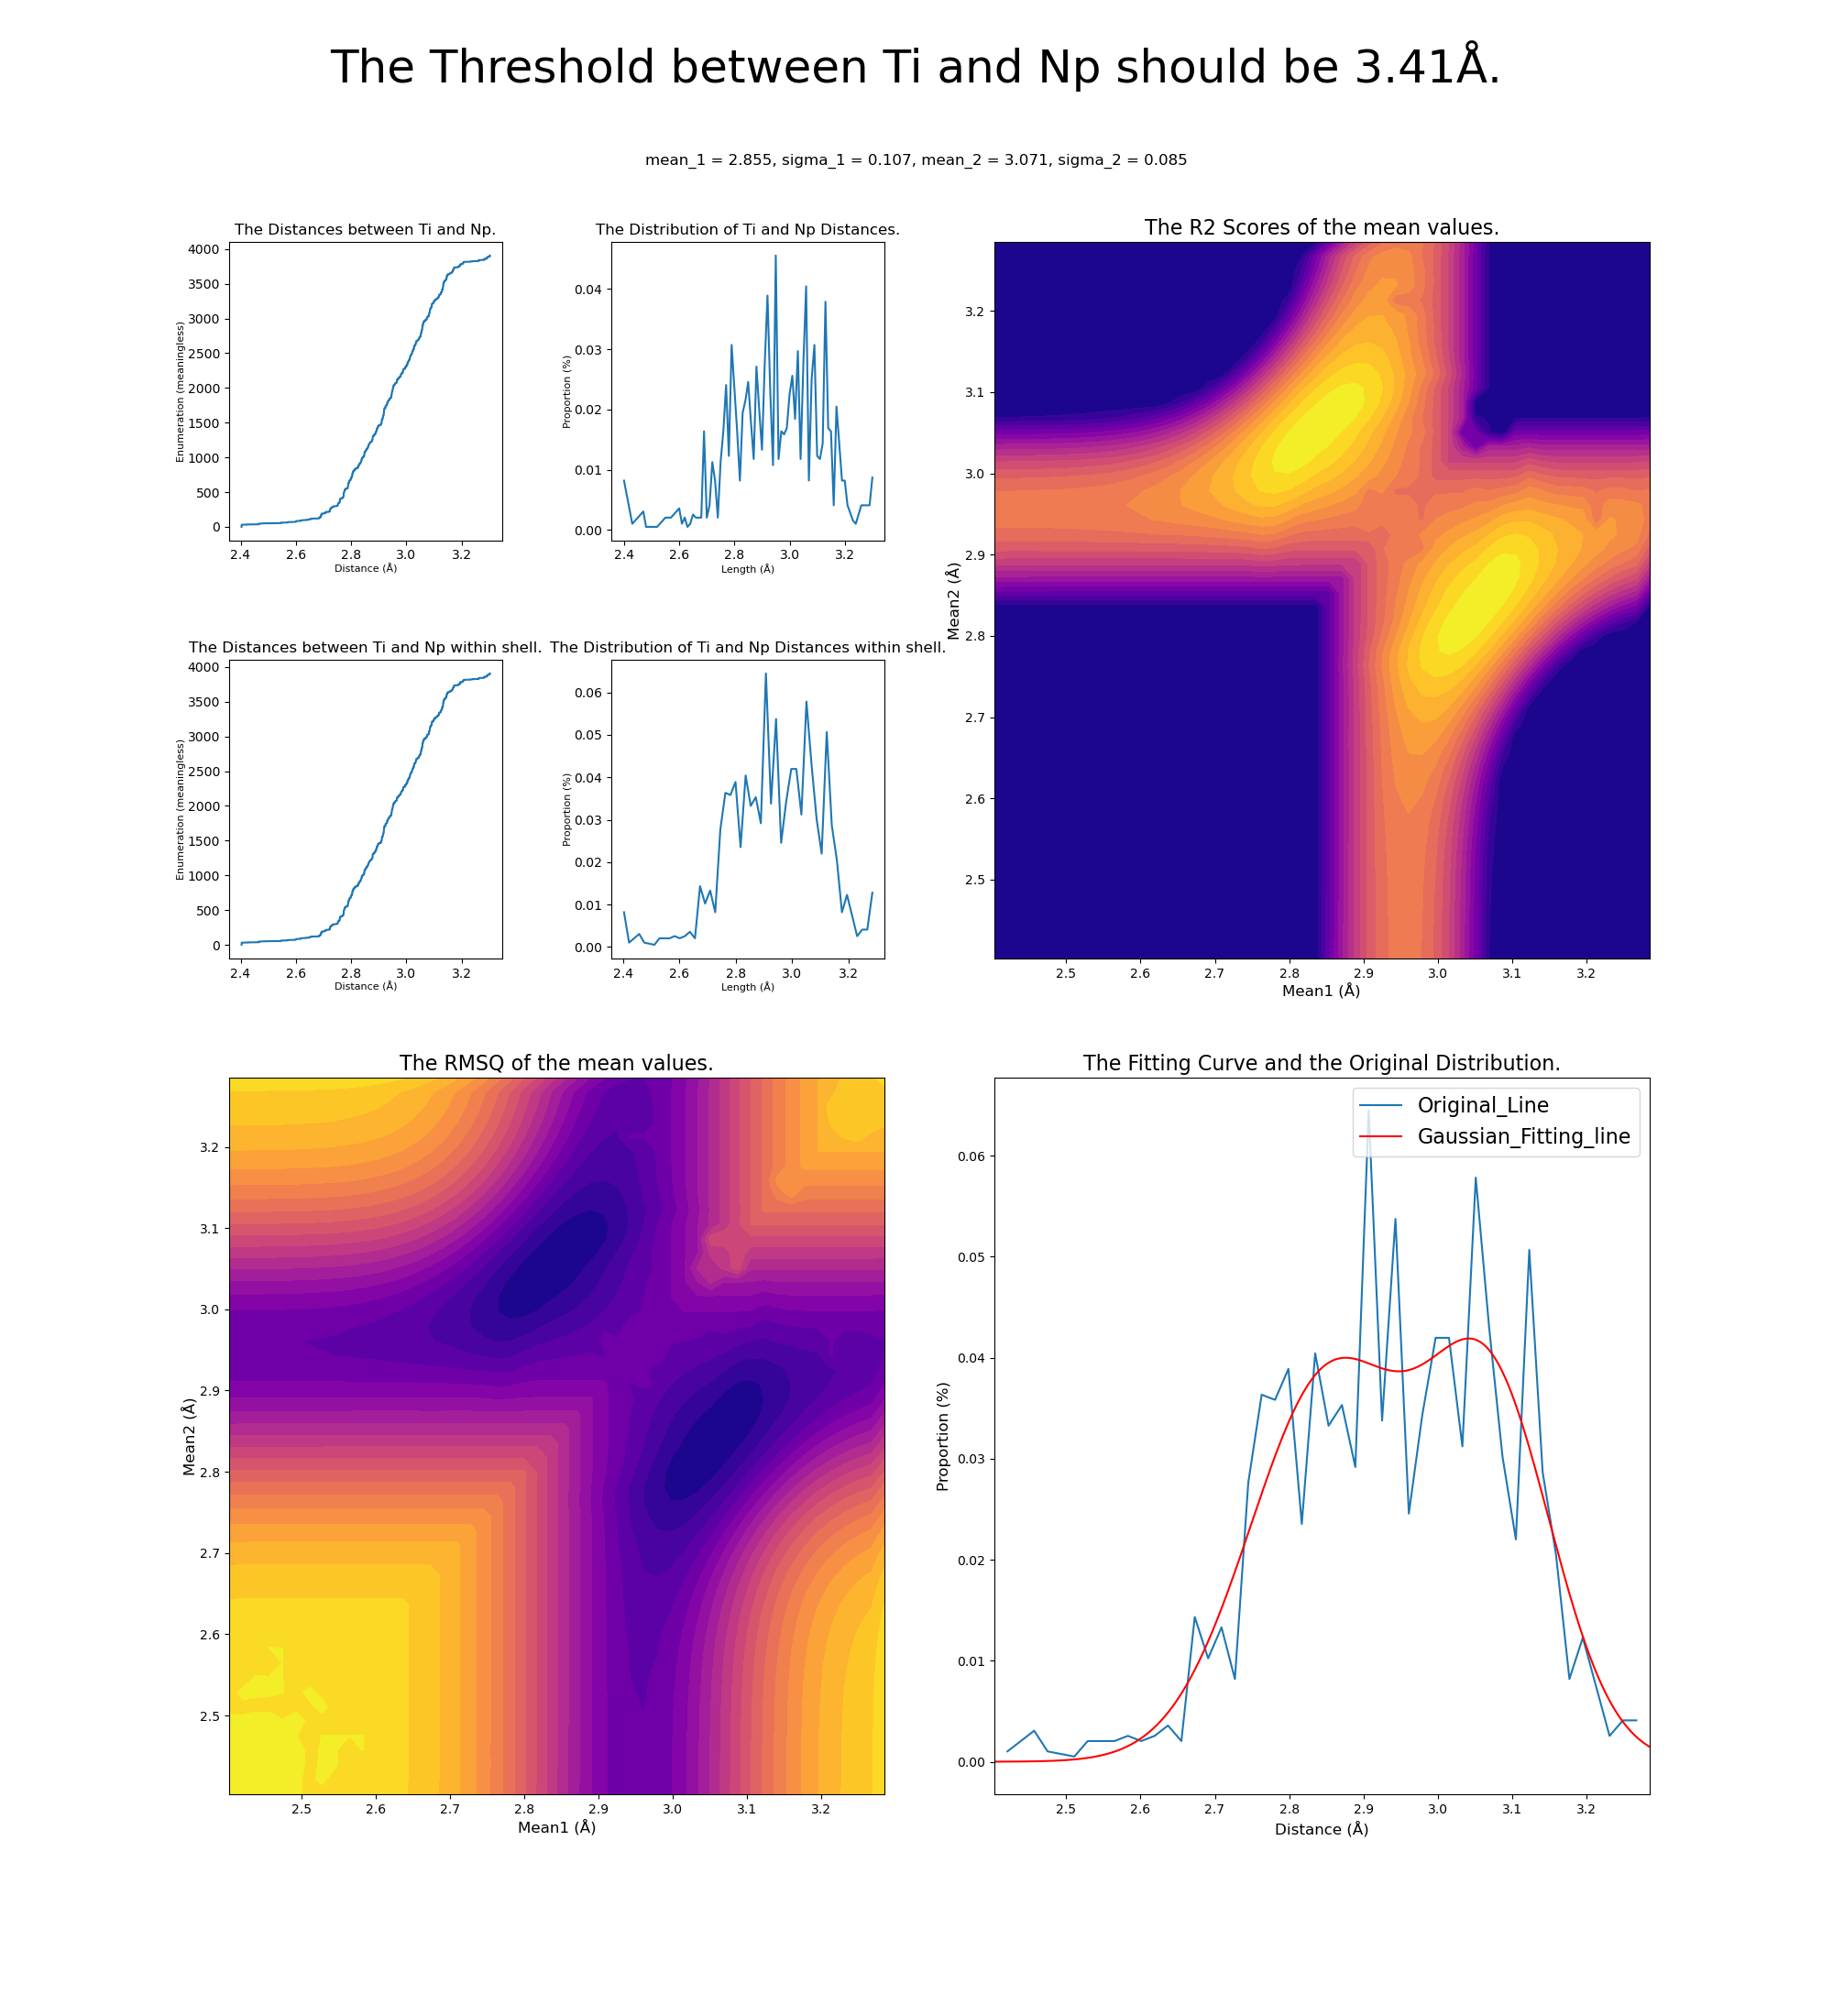 The Threshold between Ti and Np should be 3.41Å.
mean_1 = 2.855, sigma_1 = 0.107, mean_2 = 3.071, sigma_2 = 0.085
The Distances between Ti and Np.
4000
3500
3000
2500
2000
1500
1000
500
0
Enumeration (meaningless)
2.4 2.6 2.8 3.0 3.2
Distance (Å)
The Distribution of Ti and Np Distances.
0.04
0.03
0.02
0.01
0.00
Proportion (%)
2.4 2.6 2.8 3.0 3.2
Length (Å)
The R2 Scores of the mean values.
3.2
3.1
3.0
2.9
2.8
2.7
2.6
2.5
Mean2 (Å)
2.5 2.6 2.7 2.8 2.9 3.0 3.1 3.2
Mean1 (Å)
The Distances between Ti and Np within shell.
4000
3500
3000
2500
2000
1500
1000
500
0
Enumeration (meaningless)
2.4 2.6 2.8 3.0 3.2
Distance (Å)
The Distribution of Ti and Np Distances within shell.
0.06
0.05
0.04
0.03
0.02
0.01
0.00
Proportion (%)
2.4 2.6 2.8 3.0 3.2
Length (Å)
The RMSQ of the mean values.
3.2
3.1
3.0
2.9
2.8
2.7
2.6
2.5
Mean2 (Å)
2.5 2.6 2.7 2.8 2.9 3.0 3.1 3.2
Mean1 (Å)
The Fitting Curve and the Original Distribution.
Original_Line
Gaussian_Fitting_line
0.06
0.05
0.04
0.03
0.02
0.01
0.00
Proportion (%)
2.5 2.6 2.7 2.8 2.9 3.0 3.1 3.2
Distance (Å)